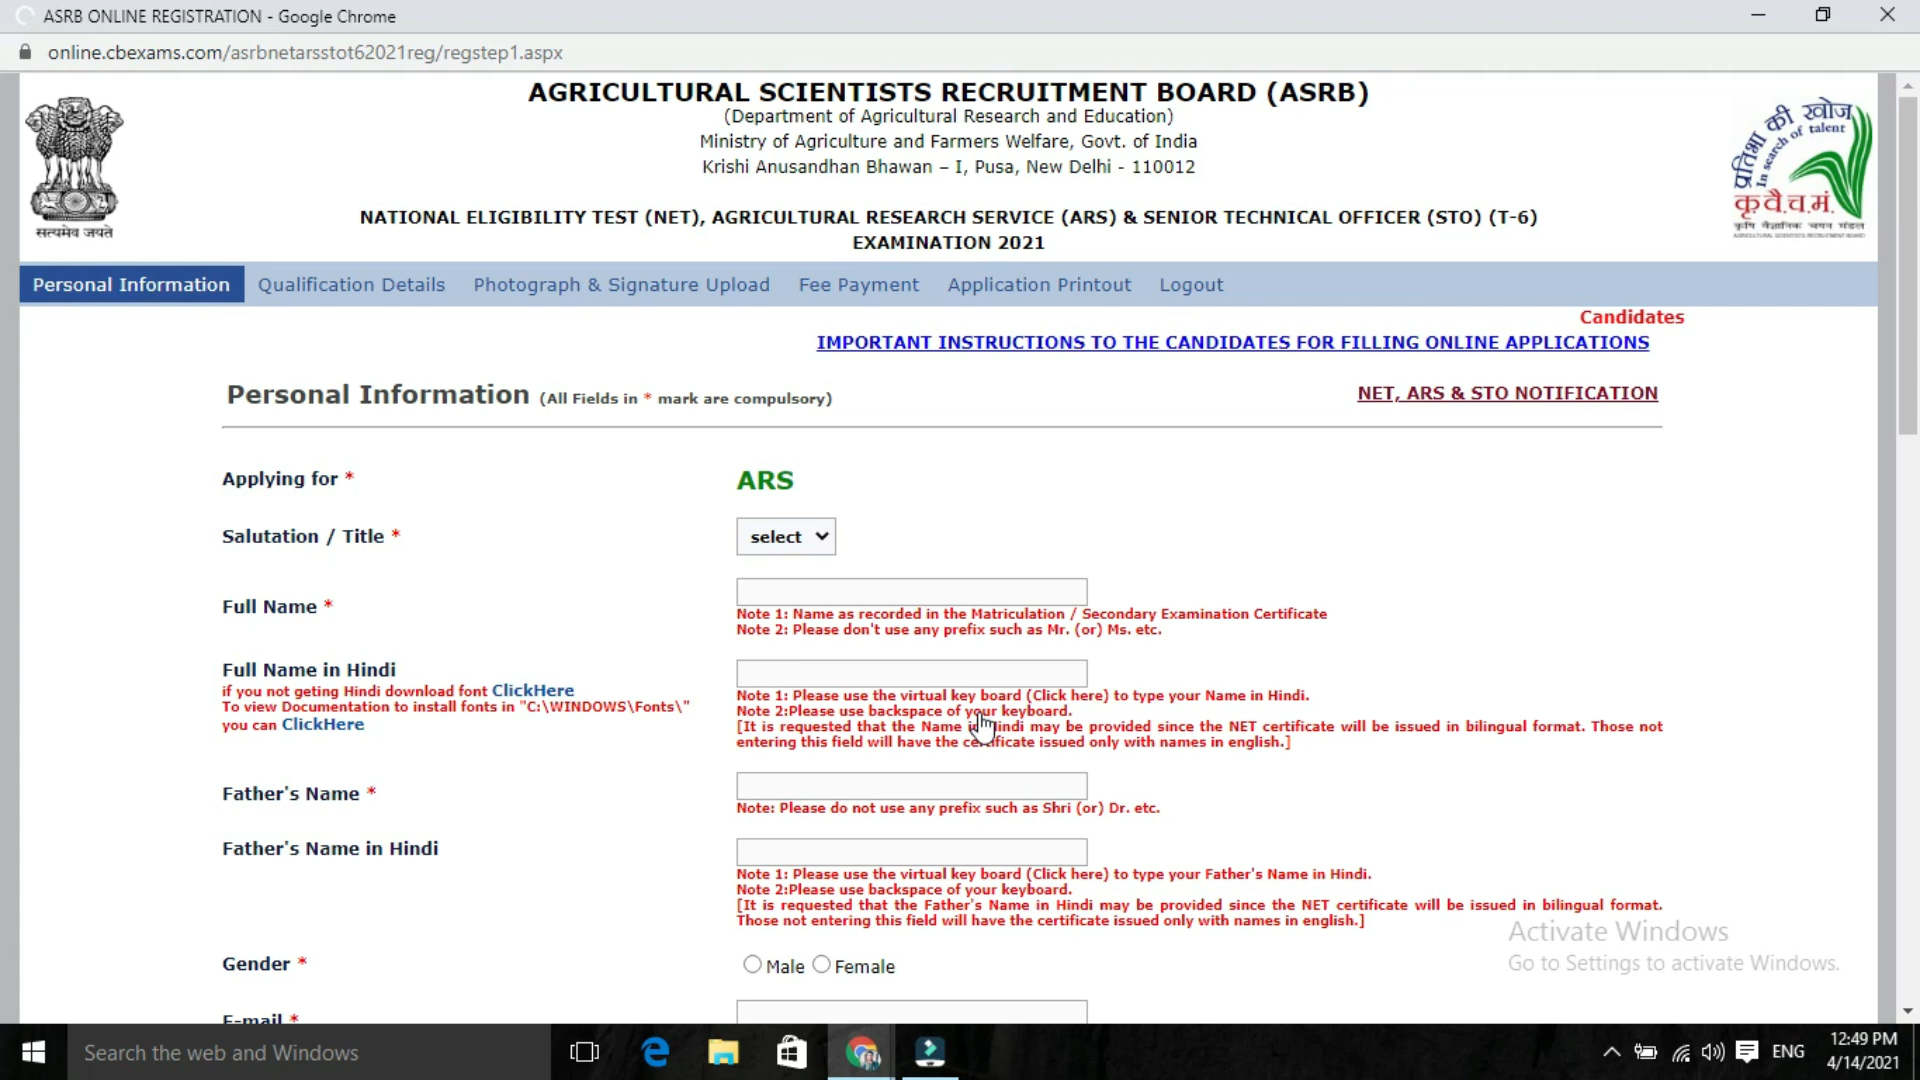 ASRB ONLINE REGISTRATION - Google Chrome
online.cbexams.com/asrbnetarsstot62021reg/regstep1.aspx
AGRICULTURAL SCIENTISTS RECRUITMENT BOARD (ASRB)
(Department of Agricultural Research and Education)
Ministry of Agriculture and Farmers Welfare, Govt. of India
Krishi Anusandhan Bhawan – I, Pusa, New Delhi - 110012
NATIONAL ELIGIBILITY TEST (NET), AGRICULTURAL RESEARCH SERVICE (ARS) & SENIOR TECHNICAL OFFICER (STO) (T-6)
EXAMINATION 2021
सत्यमेव जयते
प्रतिभा की खोज
In search of talent
कृ.वै.च.मं.
कृषि वैज्ञानिक चयन मंडल
AGRICULTURAL SCIENTISTS RECRUITMENT BOARD
Personal Information Qualification Details Photograph & Signature Upload Fee Payment Application Printout Logout
Candidates
IMPORTANT INSTRUCTIONS TO THE CANDIDATES FOR FILLING ONLINE APPLICATIONS
Personal Information (All Fields in * mark are compulsory)
NET, ARS & STO NOTIFICATION
Applying for * ARS
Salutation / Title * select
Full Name *
Note 1: Name as recorded in the Matriculation / Secondary Examination Certificate
Note 2: Please don't use any prefix such as Mr. (or) Ms. etc.
Full Name in Hindi
if you not geting Hindi download font ClickHere
To view Documentation to install fonts in "C:\WINDOWS\Fonts\"
you can ClickHere
Note 1: Please use the virtual key board (Click here) to type your Name in Hindi.
Note 2:Please use backspace of your keyboard.
[It is requested that the Name in Hindi may be provided since the NET certificate will be issued in bilingual format. Those not
entering this field will have the certificate issued only with names in english.]
Father's Name *
Note: Please do not use any prefix such as Shri (or) Dr. etc.
Father's Name in Hindi
Note 1: Please use the virtual key board (Click here) to type your Father's Name in Hindi.
Note 2:Please use backspace of your keyboard.
[It is requested that the Father's Name in Hindi may be provided since the NET certificate will be issued in bilingual format.
Those not entering this field will have the certificate issued only with names in english.]
Gender * Male Female
E-mail *
Activate Windows
Go to Settings to activate Windows.
Search the web and Windows
ENG
12:49 PM
4/14/2021